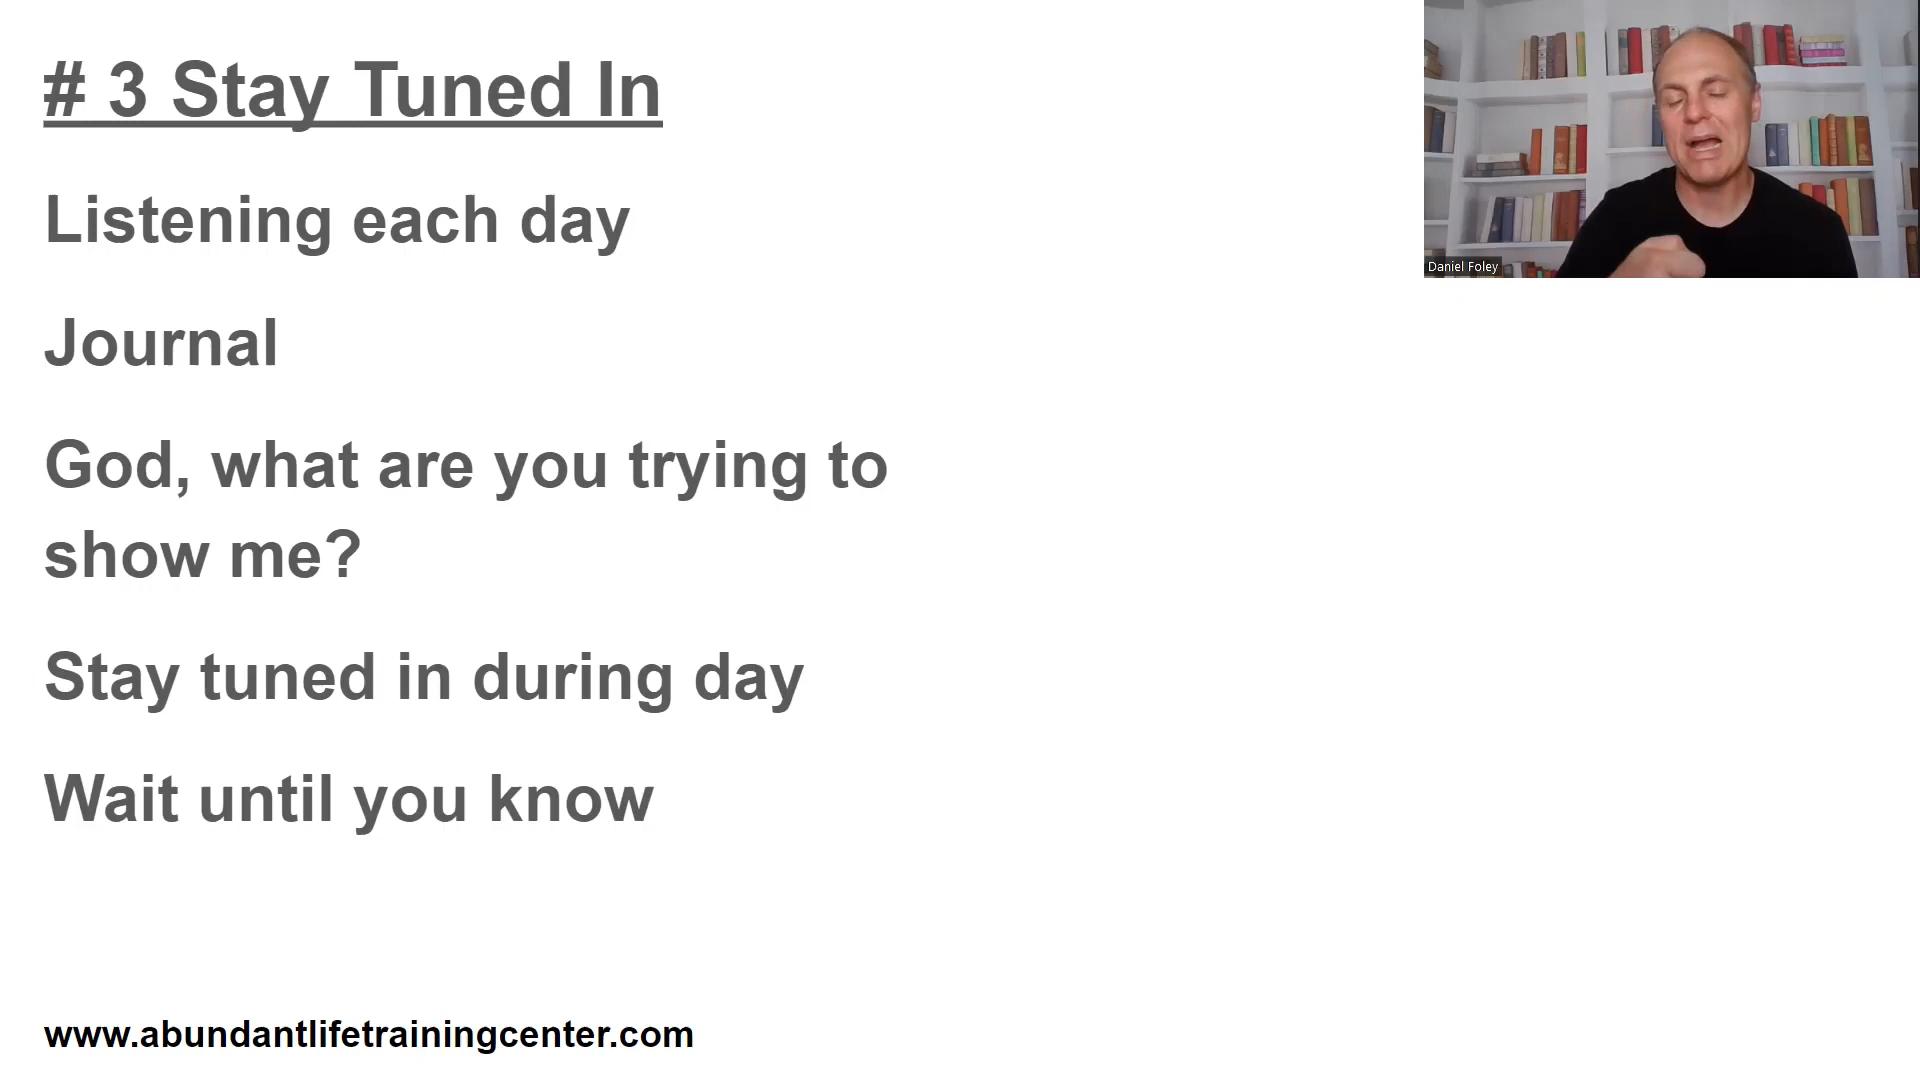 # 3 Stay Tuned In
Listening each day
Journal
God, what are you trying to
show me?
Stay tuned in during day
Wait until you know
www.abundantlifetrainingcenter.com
Daniel Foley